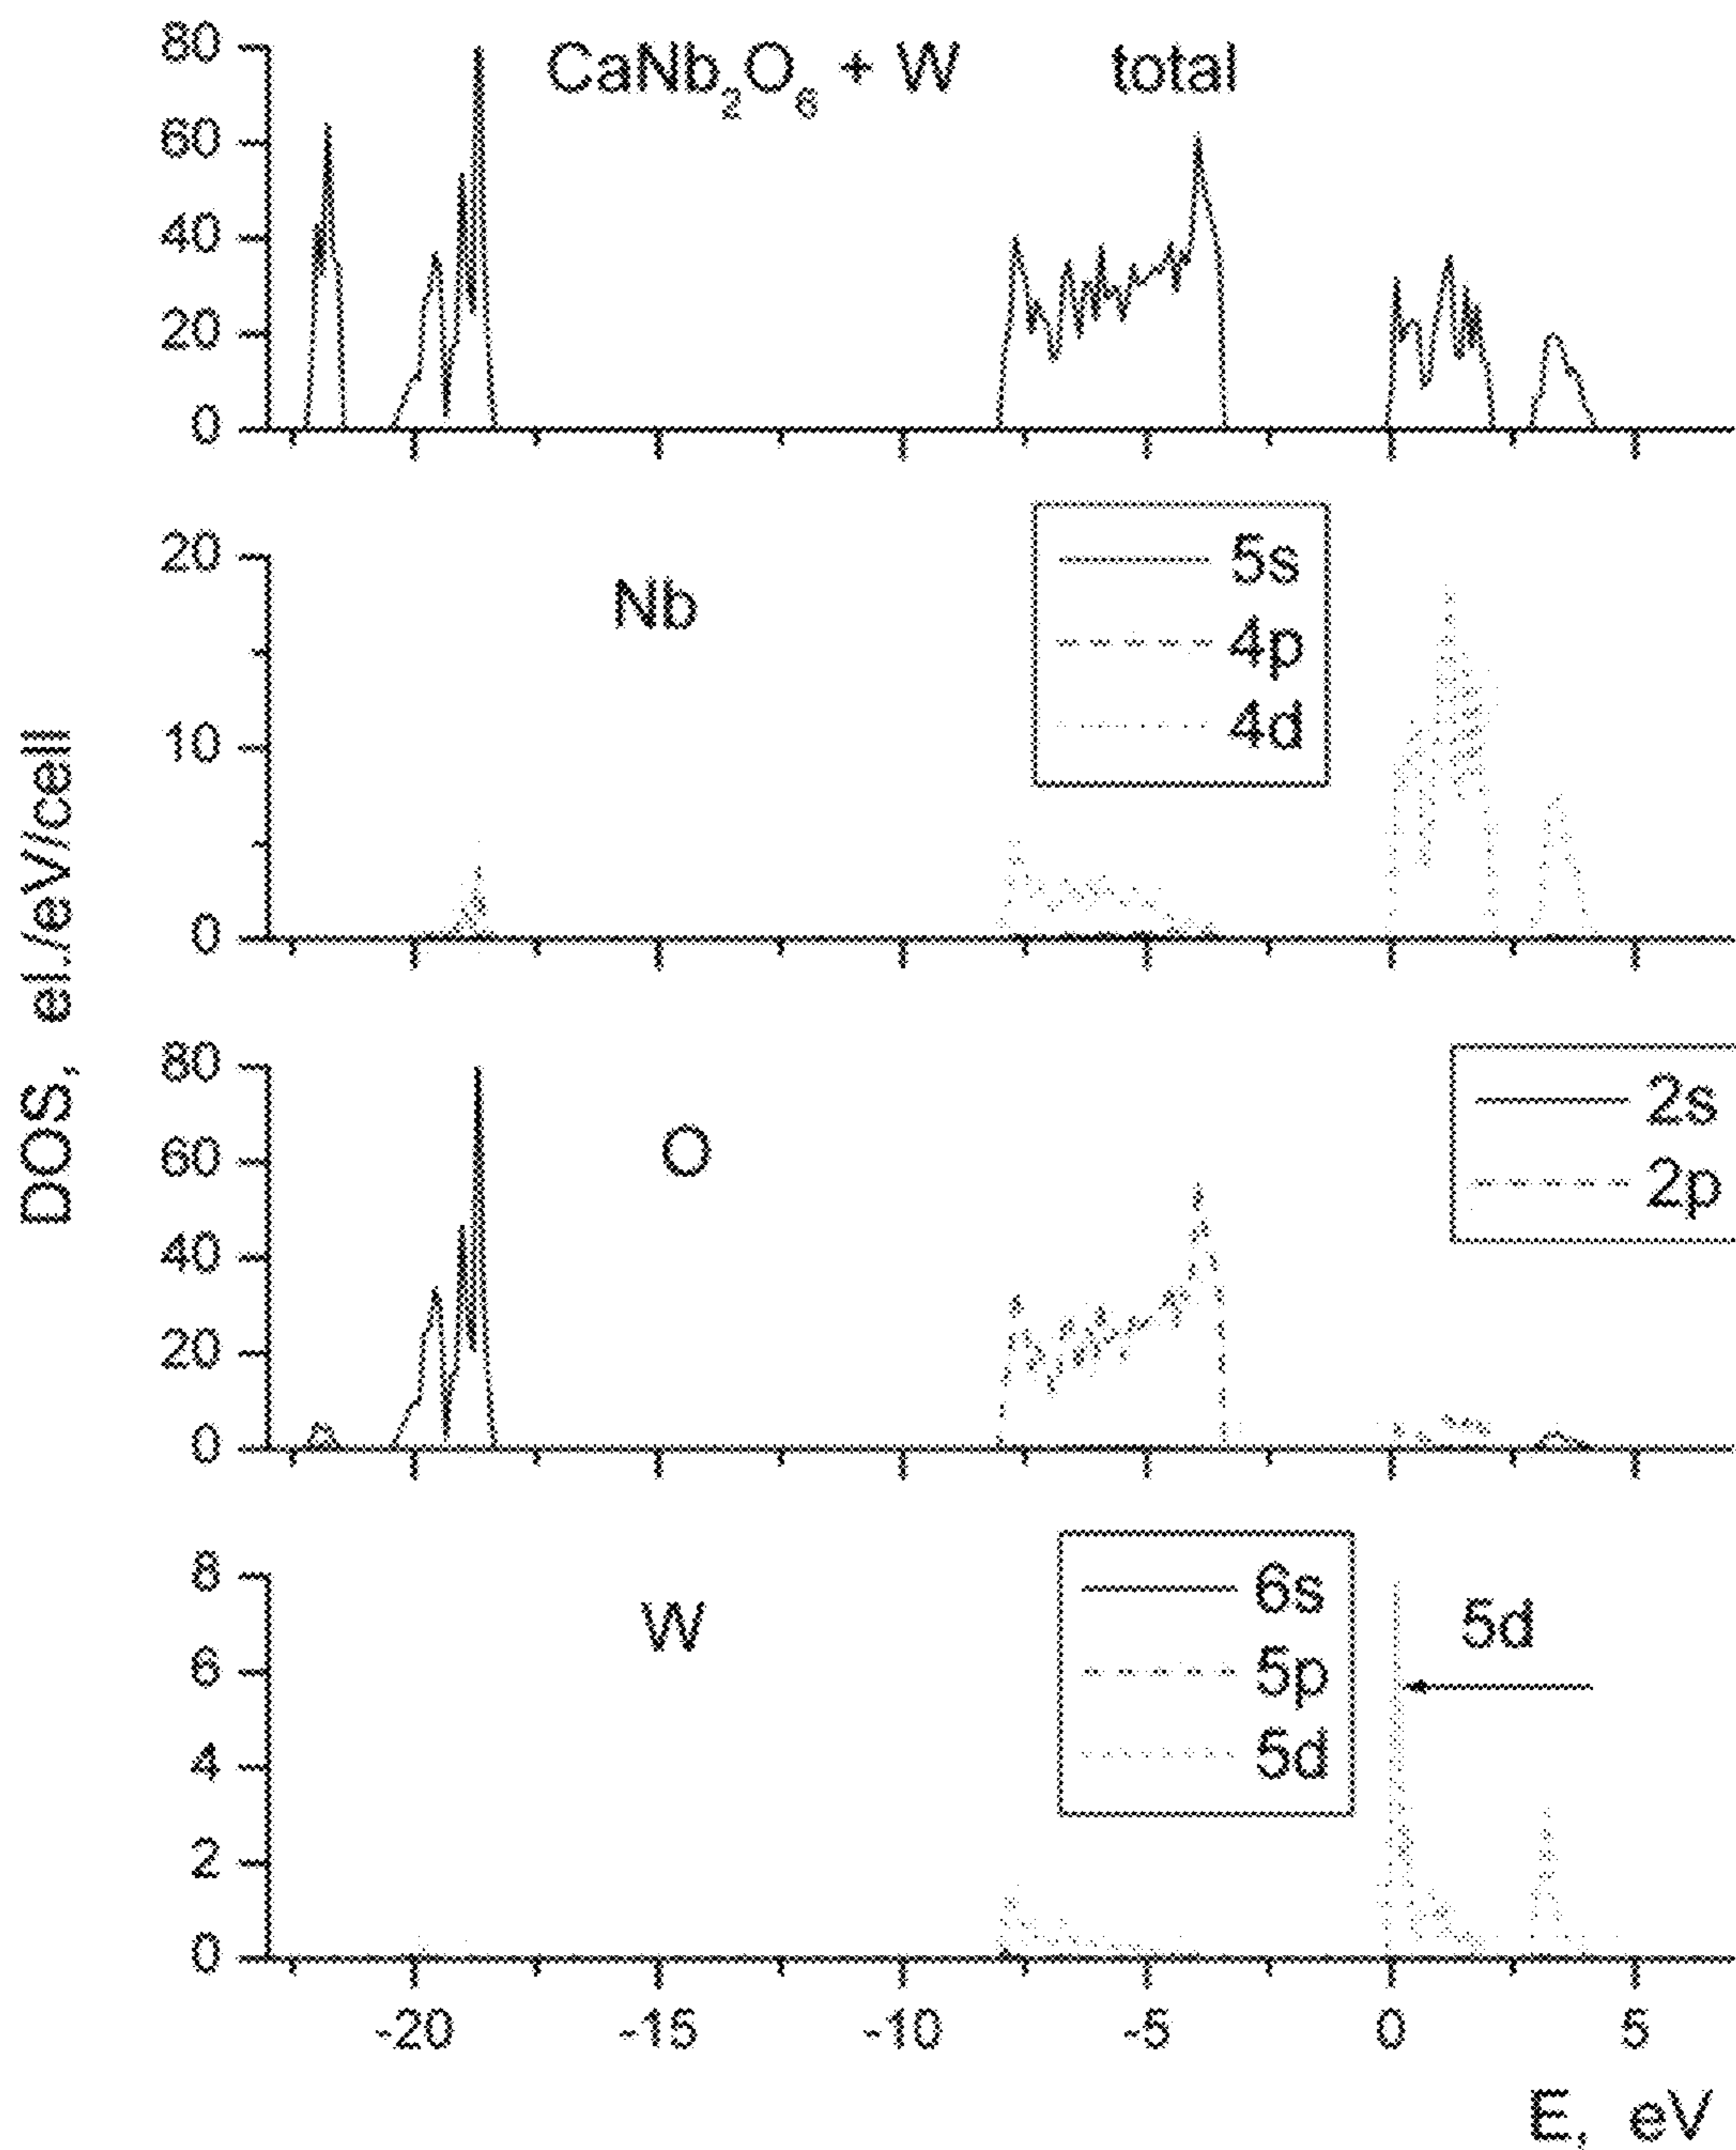 CaNb₂O₆ + W total
80
60
40
20
0
Nb
5s
4p
4d
20
10
0
O
2s
2p
80
60
40
20
0
W
6s
5p
5d
5d
8
6
4
2
0
-20 -15 -10 -5 0 5
E, eV
DOS, el./eV/cell